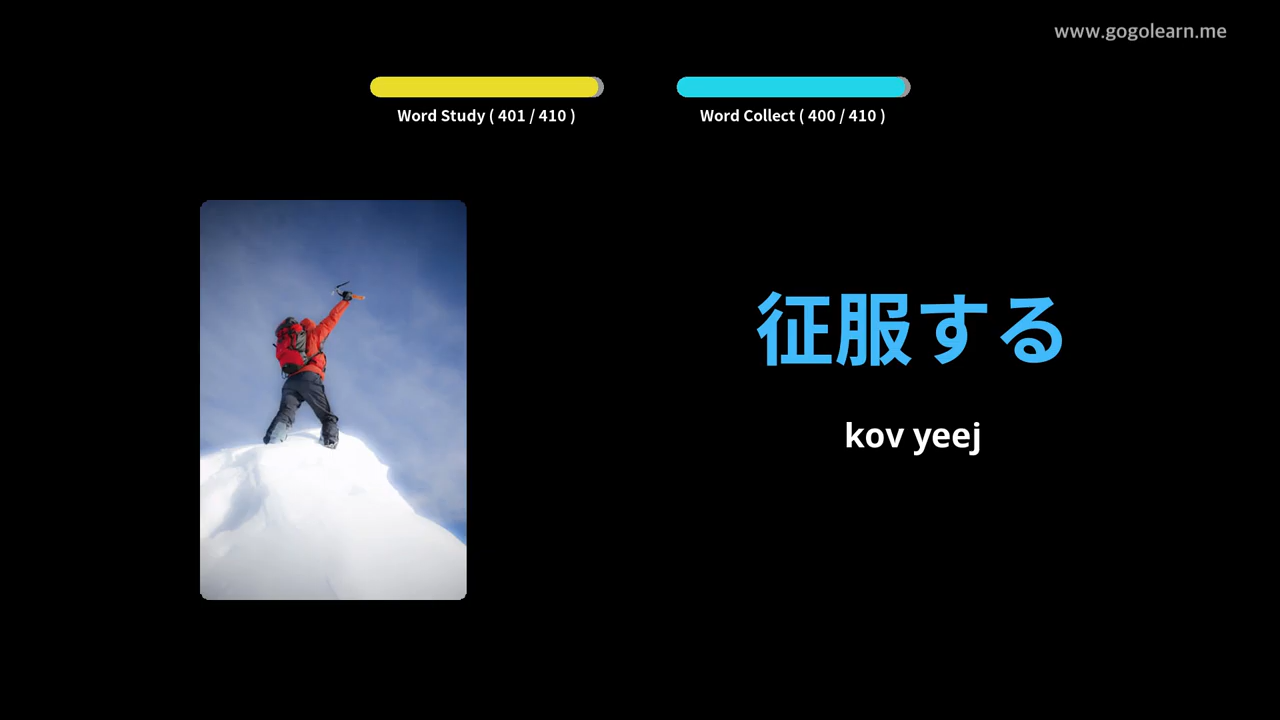 www.gogolearn.me
Word Study ( 401 / 410 )
Word Collect ( 400 / 410 )
征服する
kov yeej